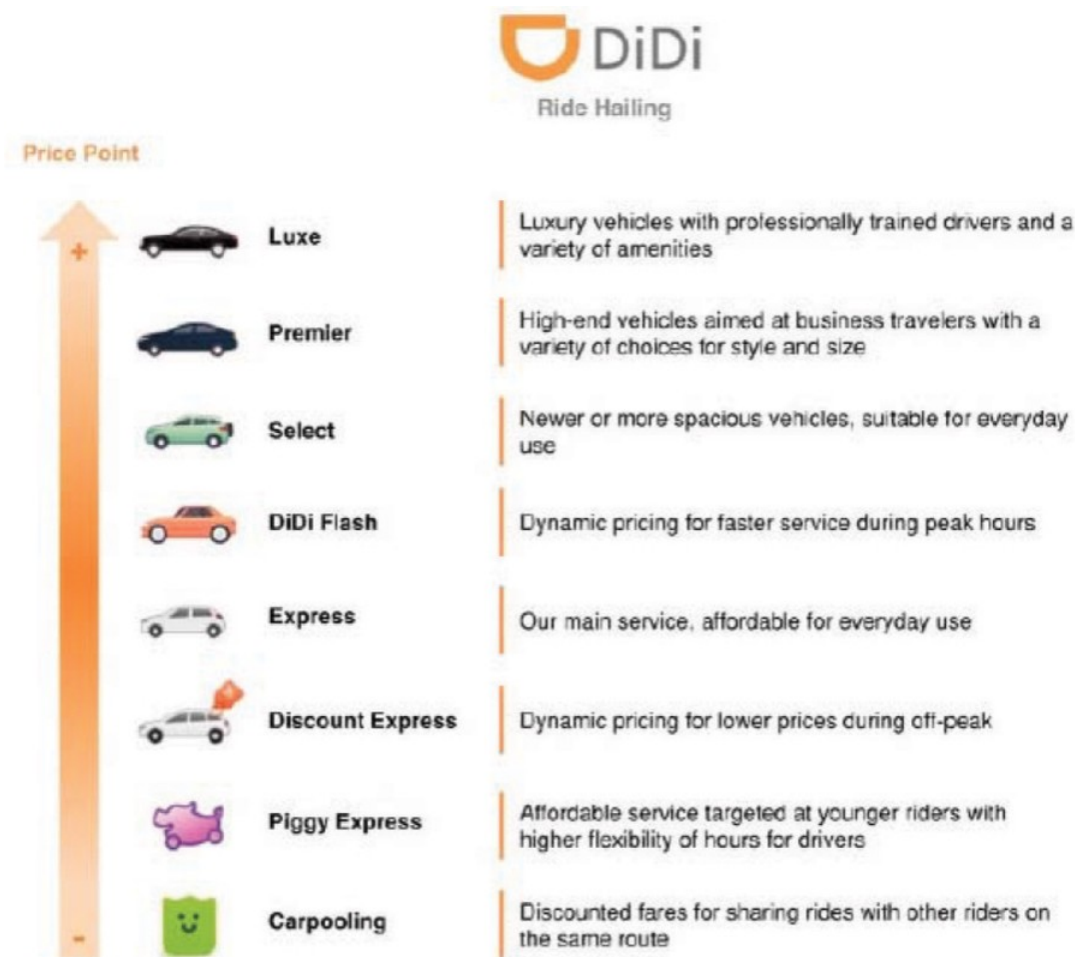 DiDi
Ride Hailing
Price Point
+
Luxe
Luxury vehicles with professionally trained drivers and a
variety of amenities
Premier
High-end vehicles aimed at business travelers with a
variety of choices for style and size
Select
Newer or more spacious vehicles, suitable for everyday
use
DiDi Flash
Dynamic pricing for faster service during peak hours
Express
Our main service, affordable for everyday use
Discount Express
Dynamic pricing for lower prices during off-peak
Piggy Express
Affordable service targeted at younger riders with
higher flexibility of hours for drivers
Carpooling
Discounted fares for sharing rides with other riders on
the same route
-